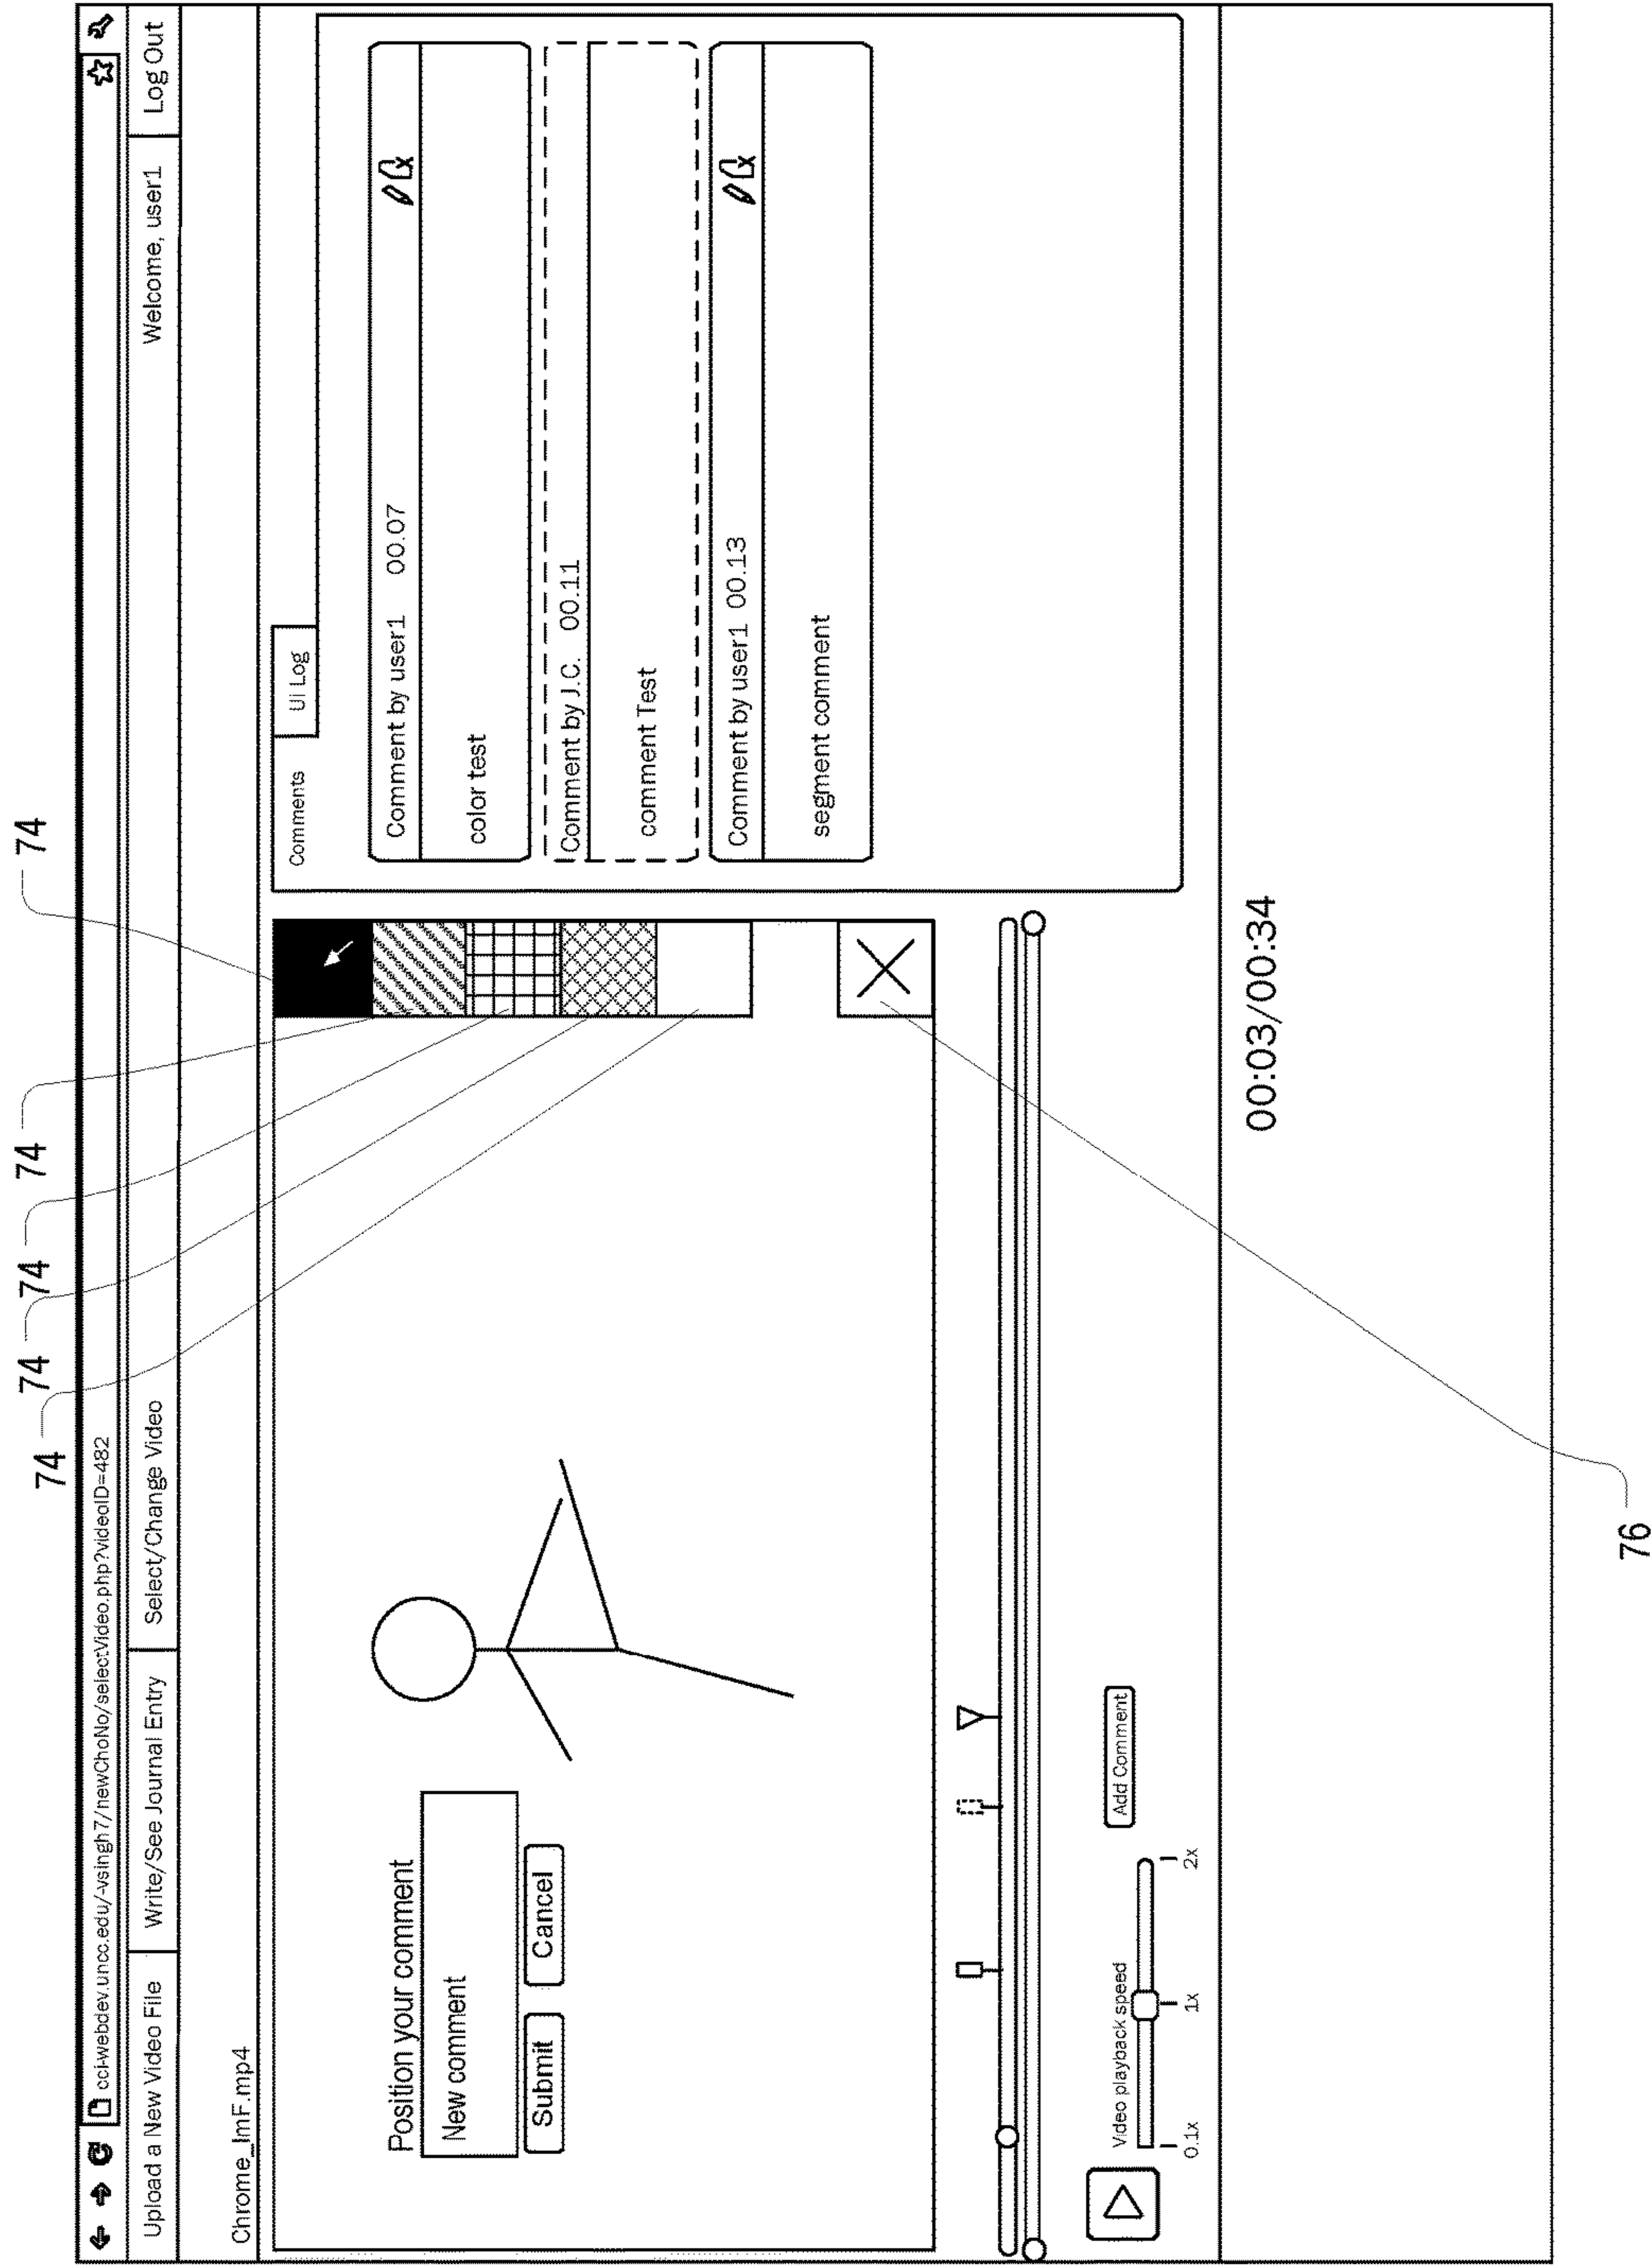 74
74
74
74
74
cci-webdev.uncc.edu/~vsingh7/newChoNo/selectVideo.php?videoID=482
Upload a New Video File
Write/See Journal Entry
Select/Change Video
Welcome, user1
Log Out
Chrome_ImF.mp4
Position your comment
New comment
Submit
Cancel
Comments
Ui Log
Comment by user1 00.07
color test
Comment by J.C. 00.11
comment Test
Comment by user1 00.13
segment comment
Video playback speed
0.1x
1x
2x
Add Comment
00:03/00:34
76